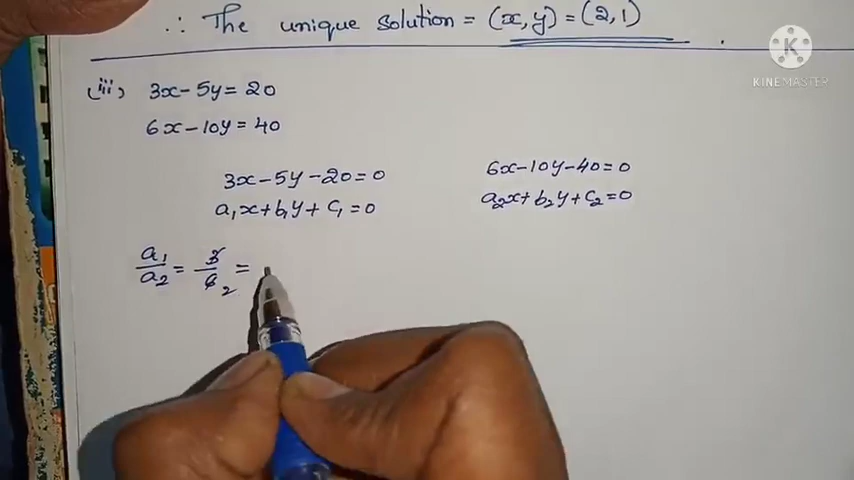 ∴ The unique solution = (x, y) = (2, 1)
KINEMASTER
(iii) 3x - 5y = 20
6x - 10y = 40
3x - 5y - 20 = 0
6x - 10y - 40 = 0
a₁x + b₁y + c₁ = 0
a₂x + b₂y + c₂ = 0
a₁/a₂ = 3/6 2 =